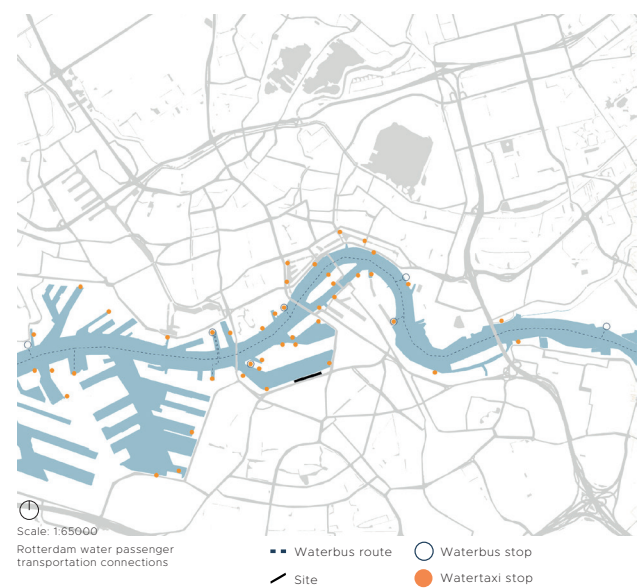 Scale: 1:65000
Rotterdam water passenger
transportation connections
Waterbus route
Waterbus stop
Site
Watertaxi stop